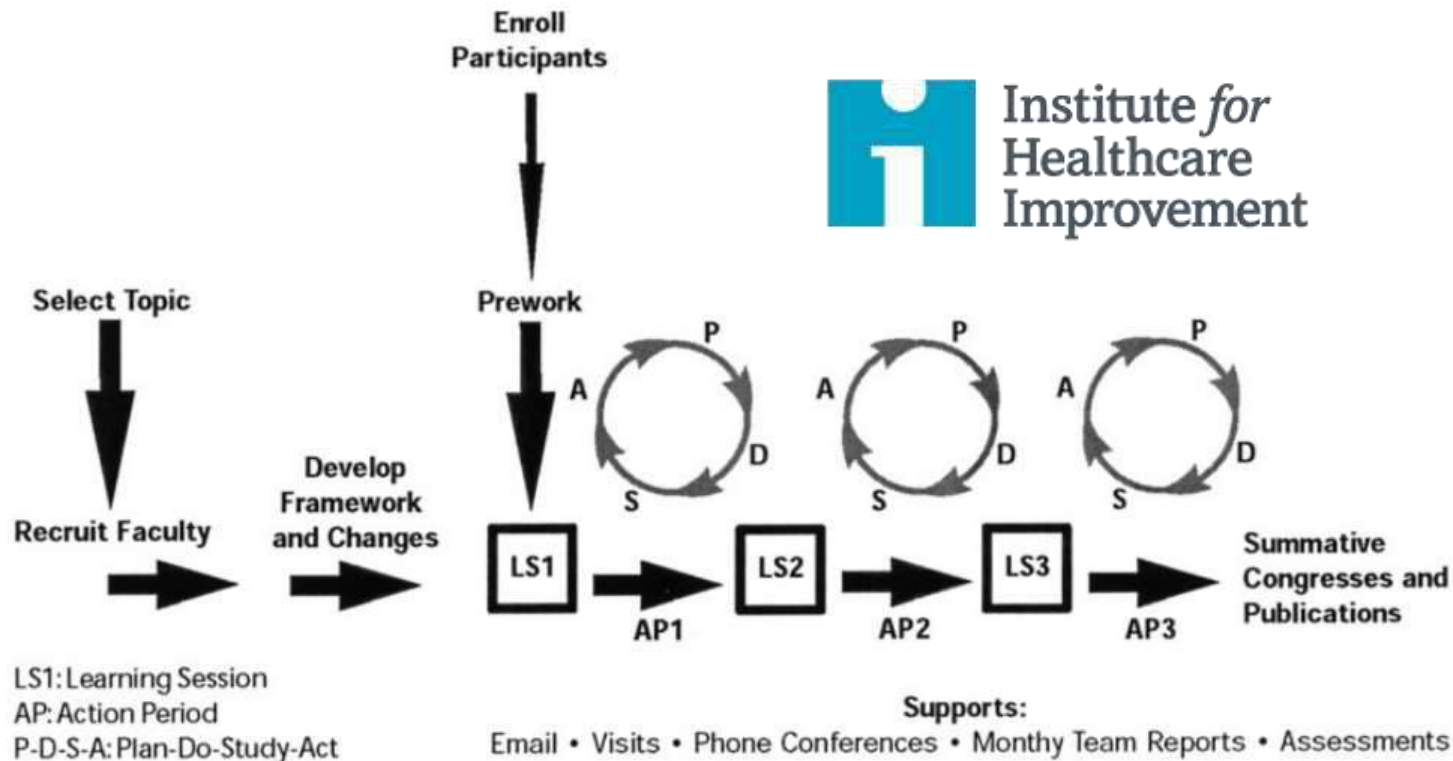 Enroll
Participants
Institute for
Healthcare
Improvement
Select Topic
Prework
P
A
D
S
P
A
D
S
P
A
D
S
Develop
Framework
and Changes
Recruit Faculty
LS1
LS2
LS3
AP1
AP2
AP3
Summative
Congresses and
Publications
LS1: Learning Session
AP: Action Period
P-D-S-A: Plan-Do-Study-Act
Supports:
Email • Visits • Phone Conferences • Monthy Team Reports • Assessments